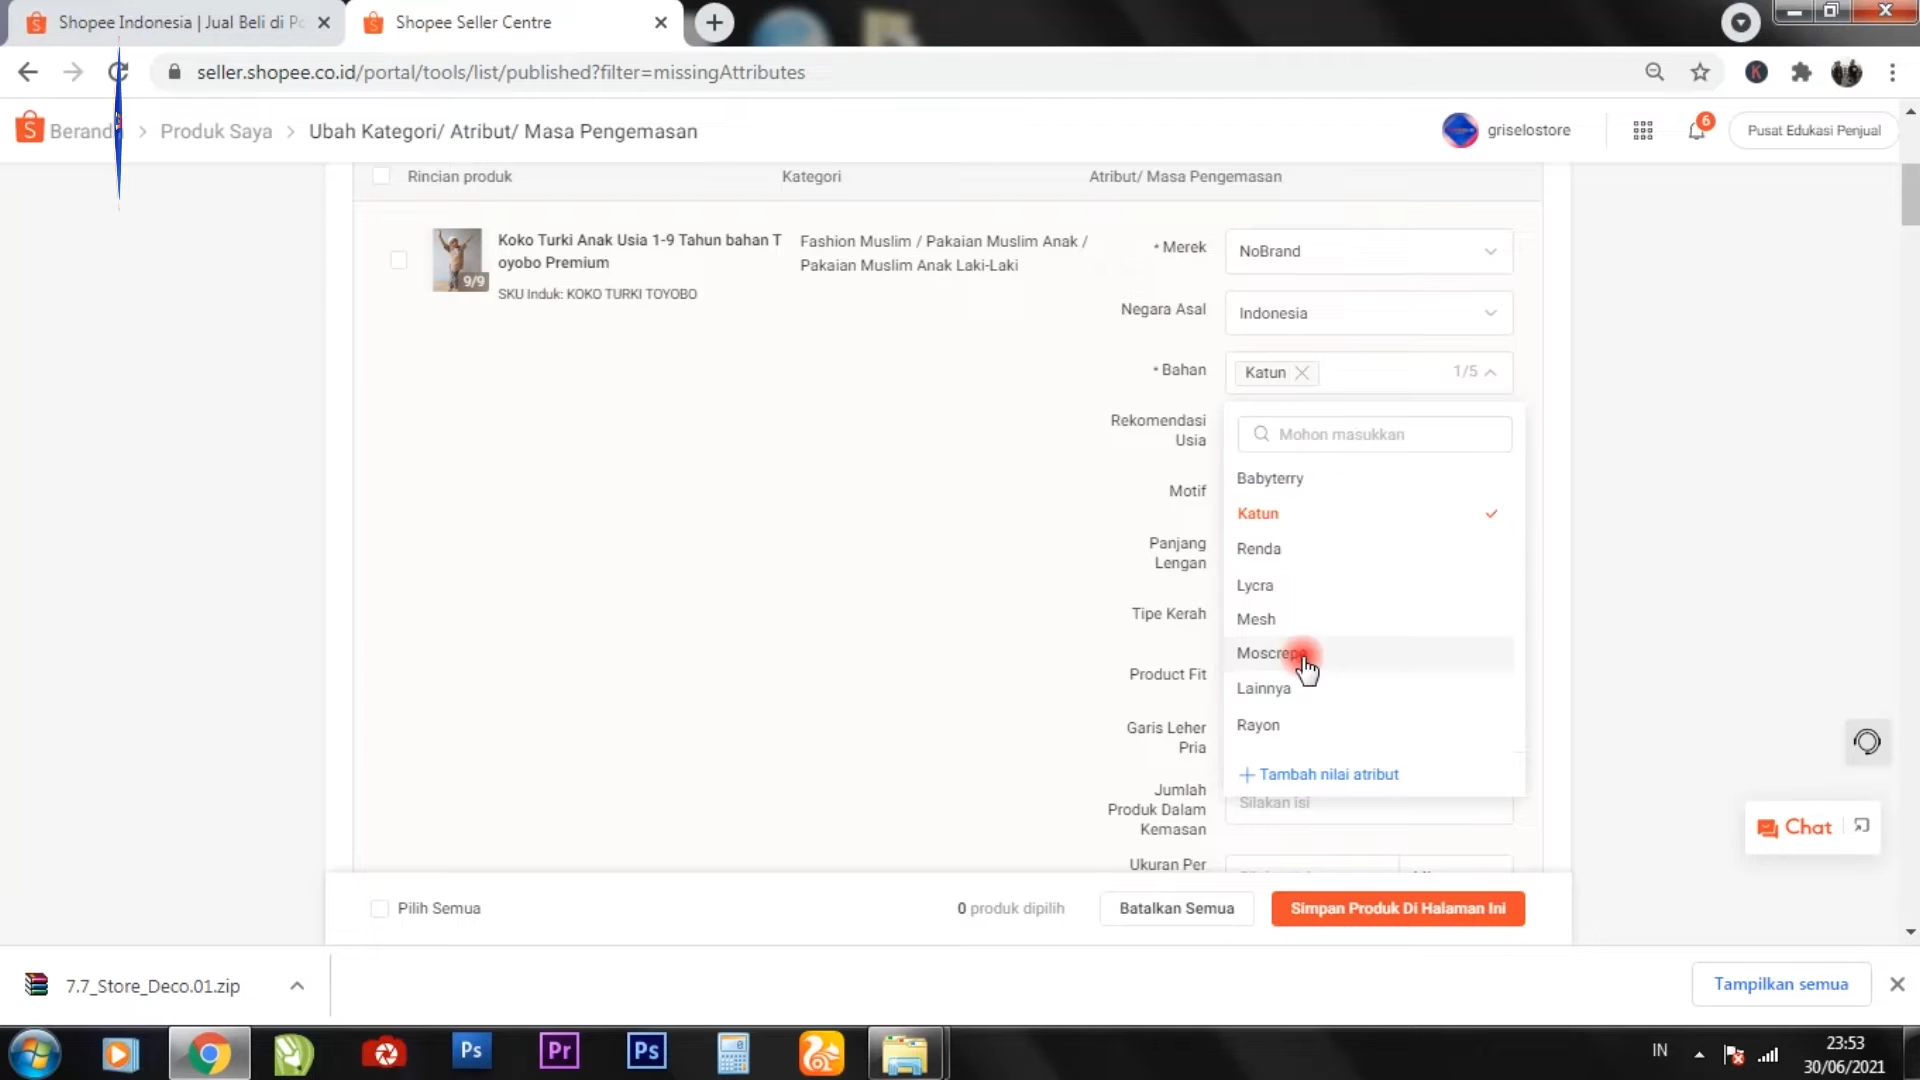 Shopee Indonesia | Jual Beli di Po
Shopee Seller Centre
seller.shopee.co.id/portal/tools/list/published?filter=missingAttributes
K
Beranda > Produk Saya > Ubah Kategori/ Atribut/ Masa Pengemasan
griselostore
6
Pusat Edukasi Penjual
Rincian produk
Kategori
Atribut/ Masa Pengemasan
9/9
Koko Turki Anak Usia 1-9 Tahun bahan T
oyobo Premium
SKU Induk: KOKO TURKI TOYOBO
Fashion Muslim / Pakaian Muslim Anak /
Pakaian Muslim Anak Laki-Laki
* Merek
NoBrand
Negara Asal
Indonesia
* Bahan
Katun
1/5
Rekomendasi
Usia
Motif
Panjang
Lengan
Tipe Kerah
Product Fit
Garis Leher
Pria
Jumlah
Produk Dalam
Kemasan
Ukuran Per
Mohon masukkan
Babyterry
Katun
Renda
Lycra
Mesh
Moscrepe
Lainnya
Rayon
+ Tambah nilai atribut
Silakan isi
Chat
Pilih Semua
0 produk dipilih
Batalkan Semua
Simpan Produk Di Halaman Ini
7.7_Store_Deco.01.zip
Tampilkan semua
Ps
Pr
Ps
IN
23:53
30/06/2021